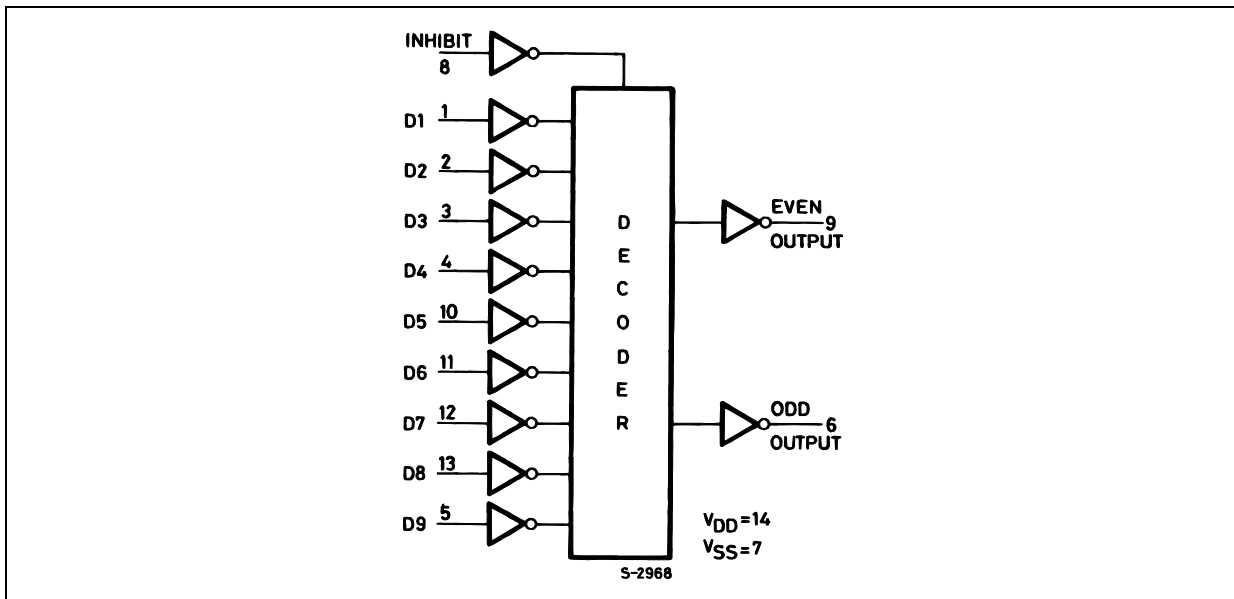 INHIBIT
8
D1 1
D2 2
D3 3
D4 4
D5 10
D6 11
D7 12
D8 13
D9 5
DECODER
EVEN
9
OUTPUT
ODD
6
OUTPUT
VDD=14
VSS=7
S-2968